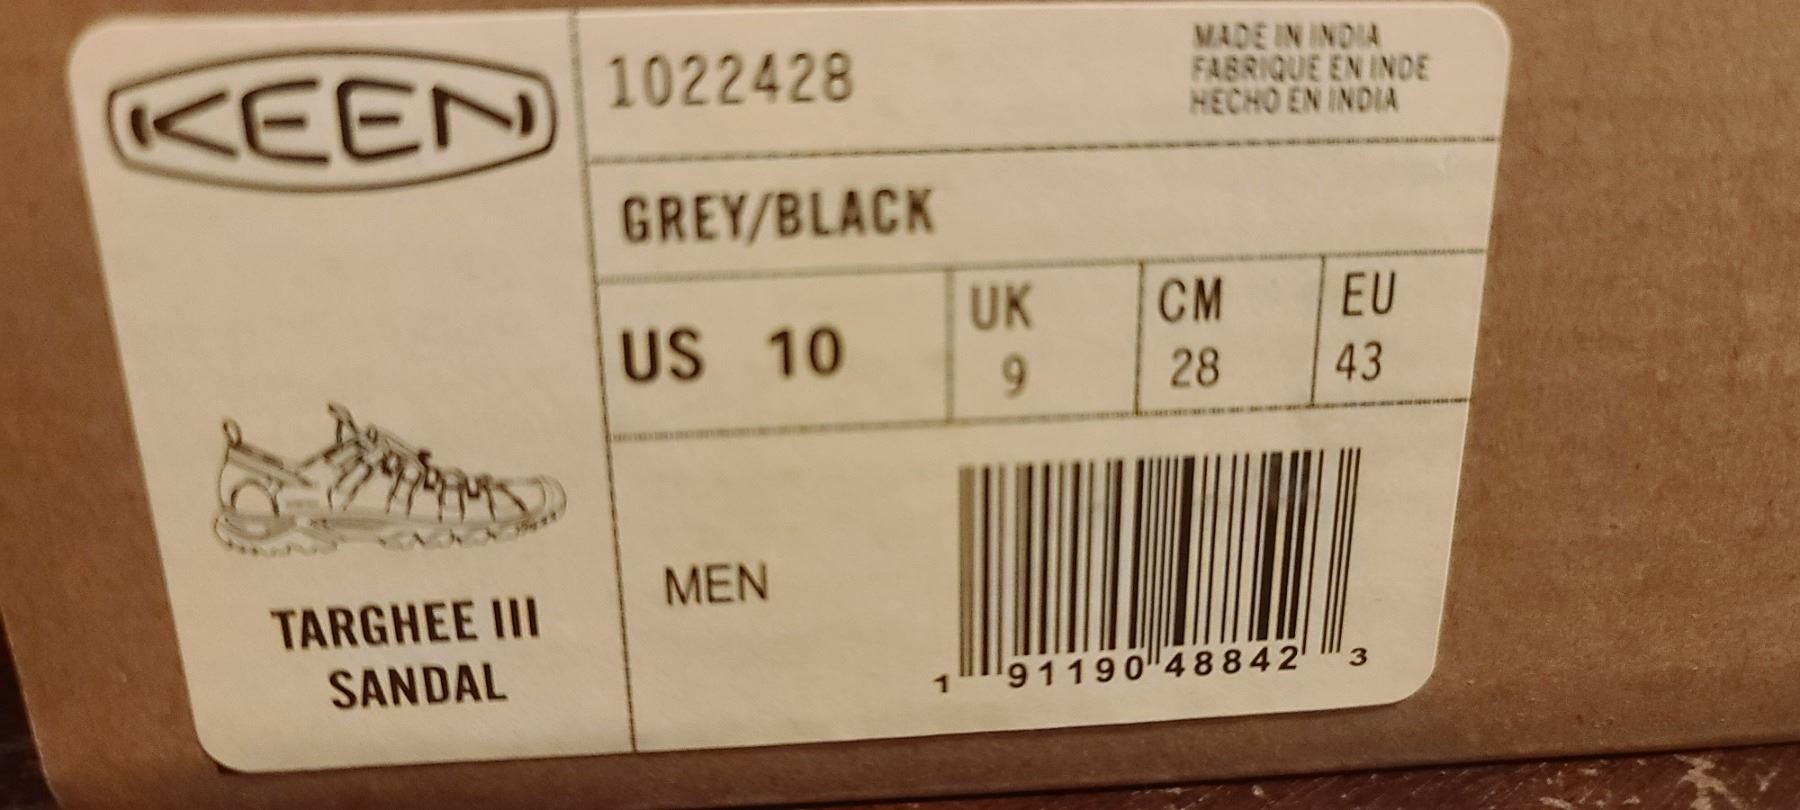 KEEN
1022428
MADE IN INDIA
FABRIQUE EN INDE
HECHO EN INDIA
GREY/BLACK
US 10
UK
9
CM
28
EU
43
TARGHEE III
SANDAL
MEN
1 91190 48842 3